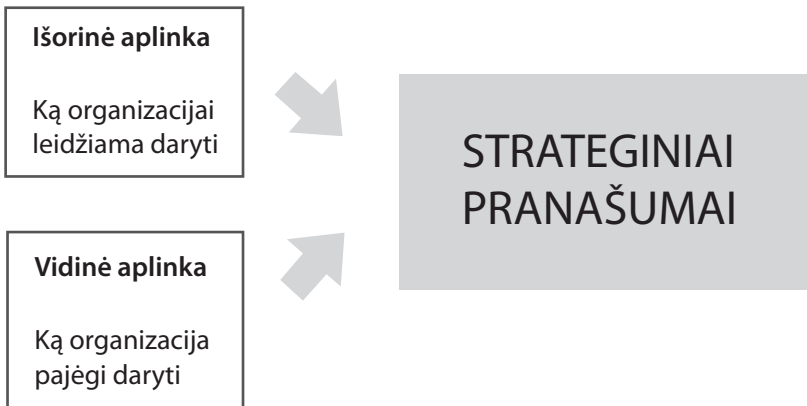 Išorinė aplinka
Ką organizacijai
leidžiama daryti
STRATEGINIAI
PRANAŠUMAI
Vidinė aplinka
Ką organizacija
pajėgi daryti